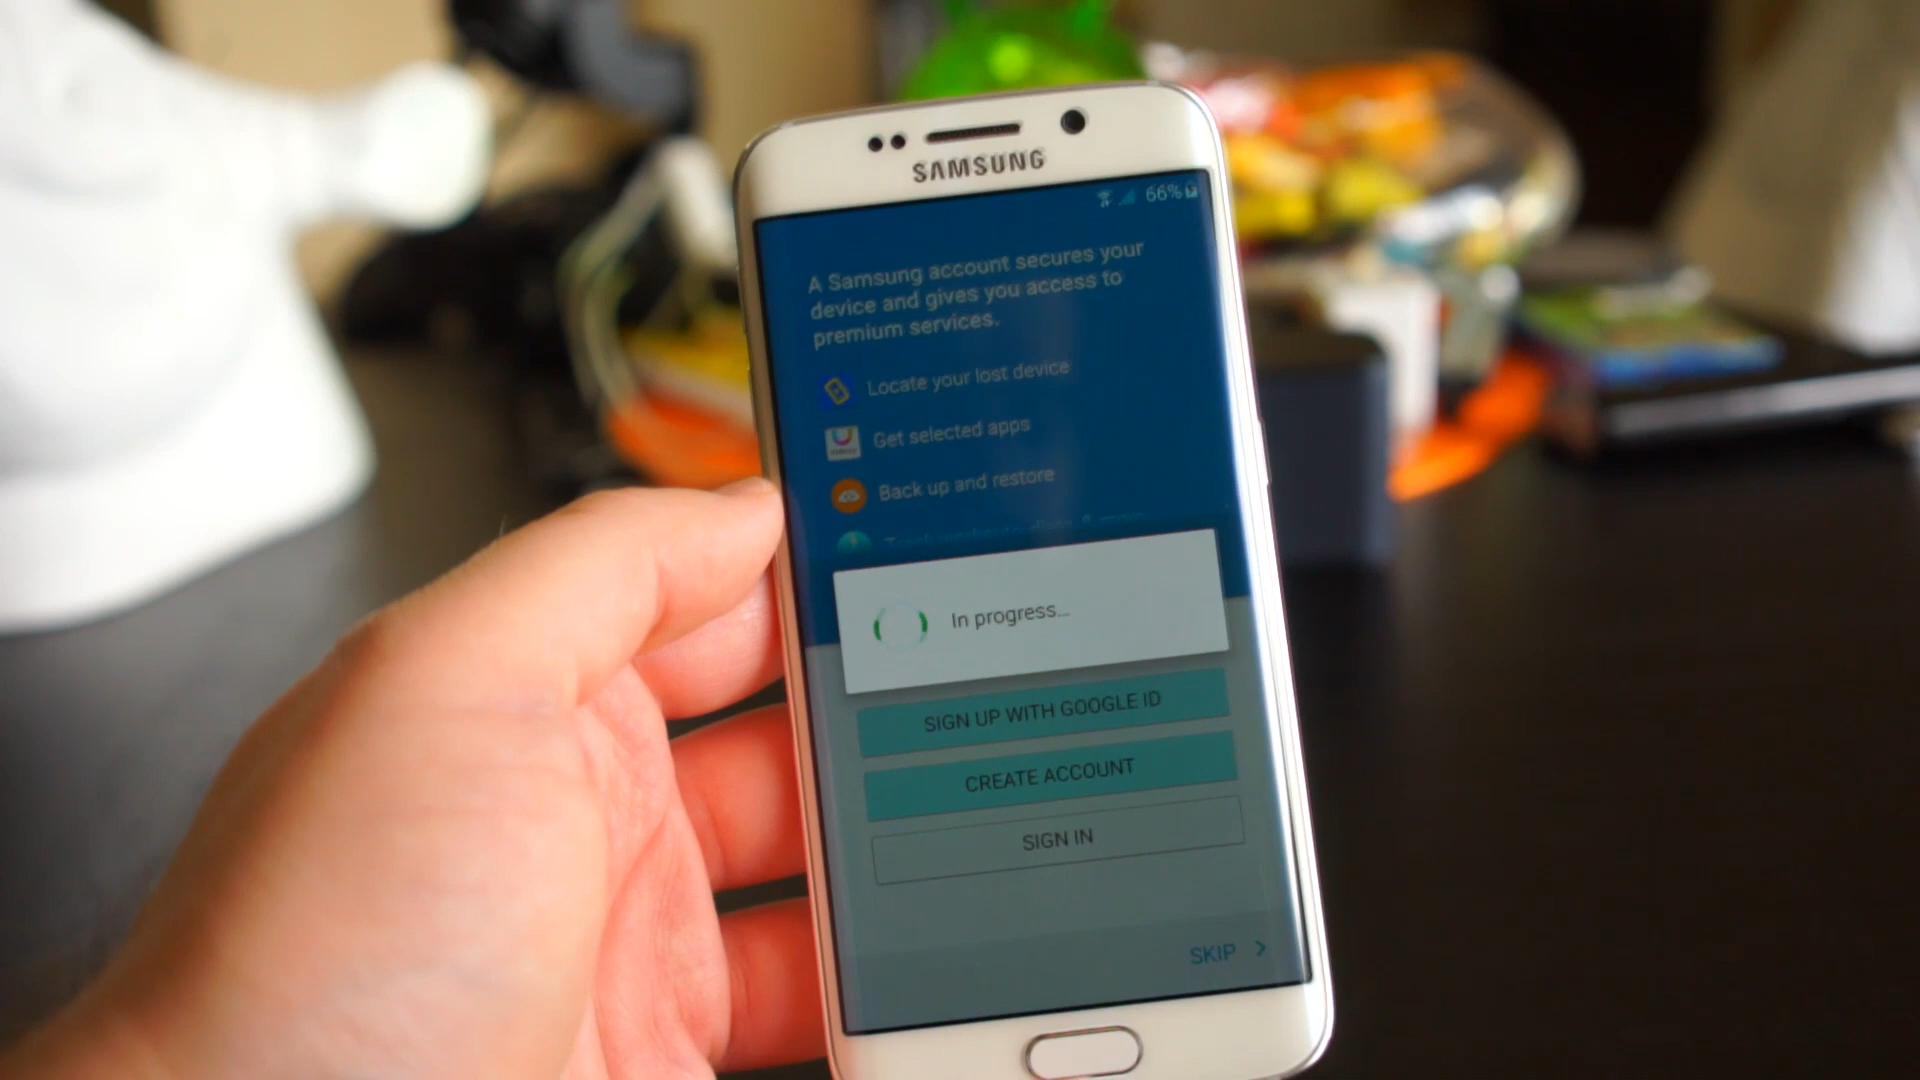 SAMSUNG
66%
A Samsung account secures your
device and gives you access to
premium services.
Locate your lost device
Get selected apps
Back up and restore
In progress...
SIGN UP WITH GOOGLE ID
CREATE ACCOUNT
SIGN IN
SKIP >